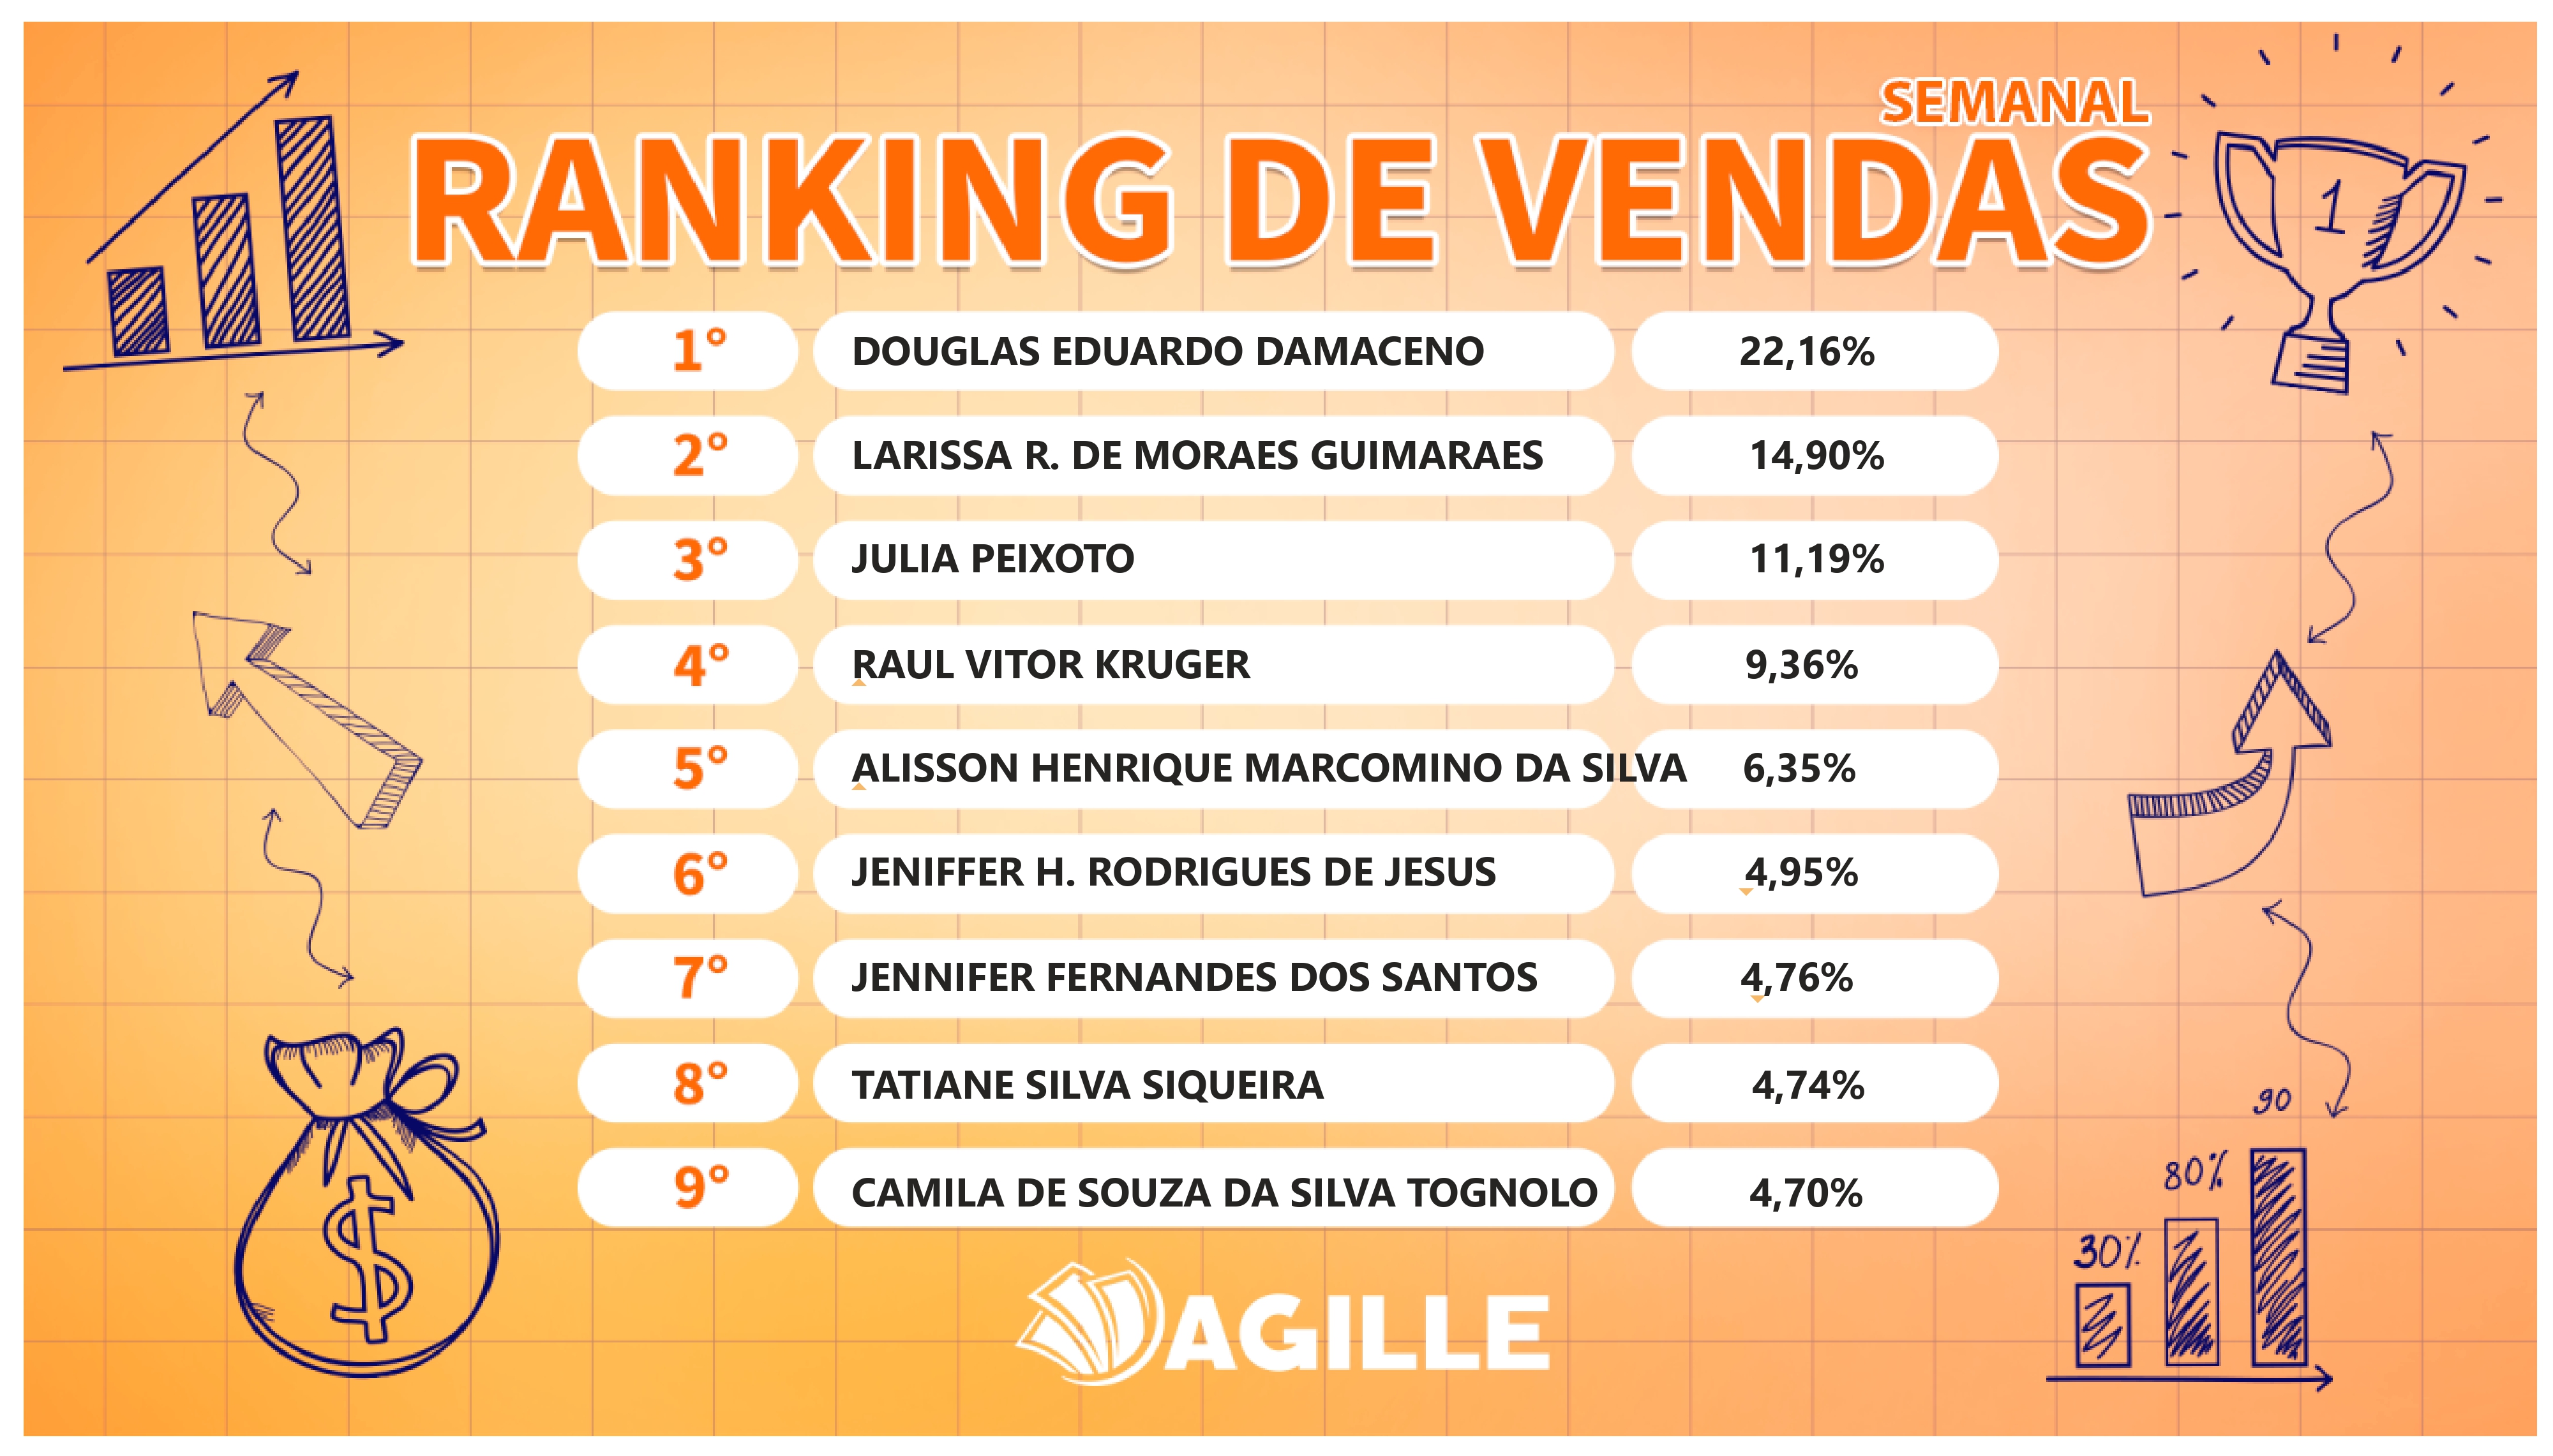 SEMANAL
RANKING DE VENDAS
1° DOUGLAS EDUARDO DAMACENO 22,16%
2° LARISSA R. DE MORAES GUIMARAES 14,90%
3° JULIA PEIXOTO 11,19%
4° RAUL VITOR KRUGER 9,36%
5° ALISSON HENRIQUE MARCOMINO DA SILVA 6,35%
6° JENIFFER H. RODRIGUES DE JESUS 4,95%
7° JENNIFER FERNANDES DOS SANTOS 4,76%
8° TATIANE SILVA SIQUEIRA 4,74%
9° CAMILA DE SOUZA DA SILVA TOGNOLO 4,70%
AGILLE
1
$
90
80%
30%